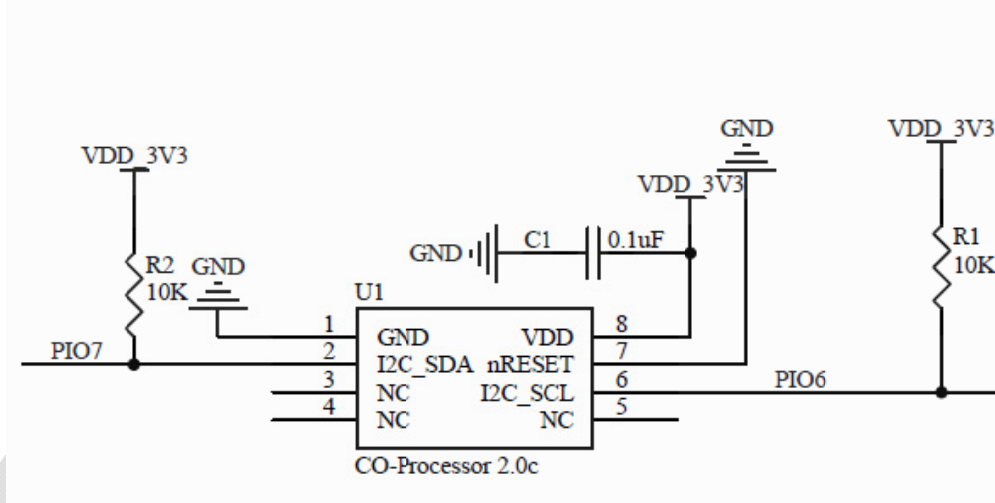 GND
VDD_3V3
VDD_3V3
VDD_3V3
GND
C1
0.1uF
R1
10K
R2
10K
GND
U1
1
GND
VDD
8
2
I2C_SDA
nRESET
7
PIO7
3
NC
I2C_SCL
6
PIO6
4
NC
NC
5
CO-Processor 2.0c